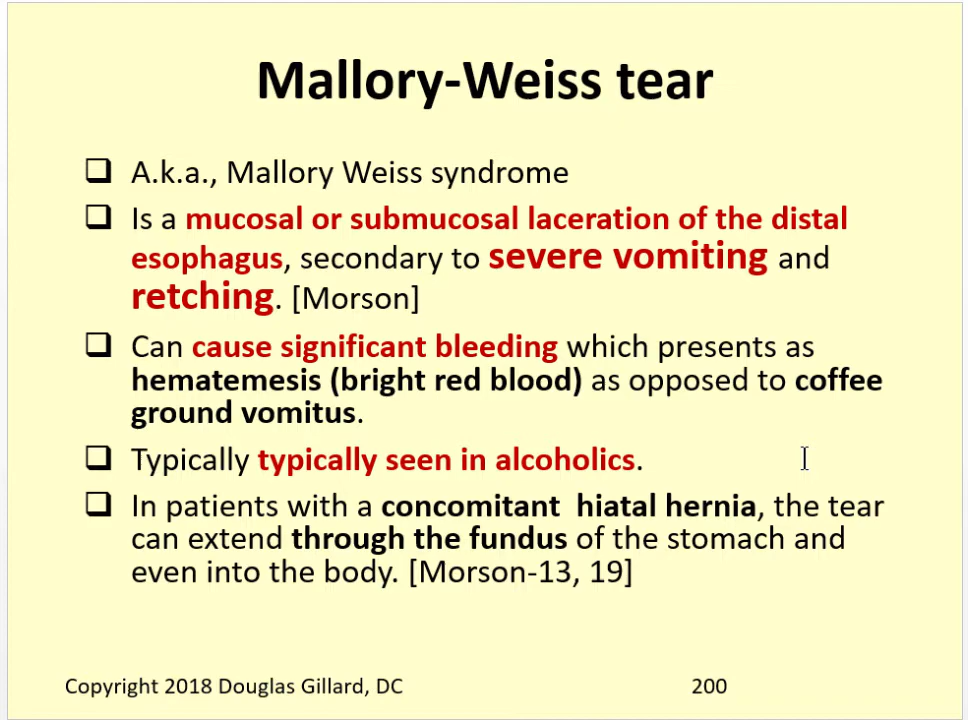 Mallory-Weiss tear
A.k.a., Mallory Weiss syndrome
Is a mucosal or submucosal laceration of the distal
esophagus, secondary to severe vomiting and
retching. [Morson]
Can cause significant bleeding which presents as
hematemesis (bright red blood) as opposed to coffee
ground vomitus.
Typically typically seen in alcoholics.
In patients with a concomitant  hiatal hernia, the tear
can extend through the fundus of the stomach and
even into the body. [Morson-13, 19]
Copyright 2018 Douglas Gillard, DC 200